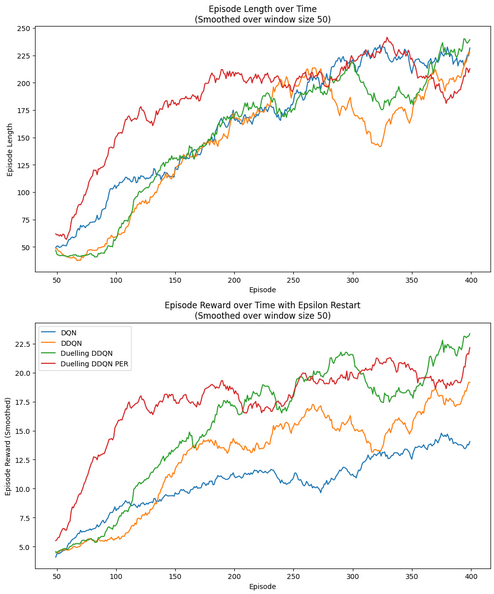 Episode Length over Time
(Smoothed over window size 50)
Episode Length
250
225
200
175
150
125
100
75
50
50
100
150
200
250
300
350
400
Episode
Episode Reward over Time with Epsilon Restart
(Smoothed over window size 50)
Episode Reward (Smoothed)
22.5
20.0
17.5
15.0
12.5
10.0
7.5
5.0
DQN
DDQN
Duelling DDQN
Duelling DDQN PER
50
100
150
200
250
300
350
400
Episode